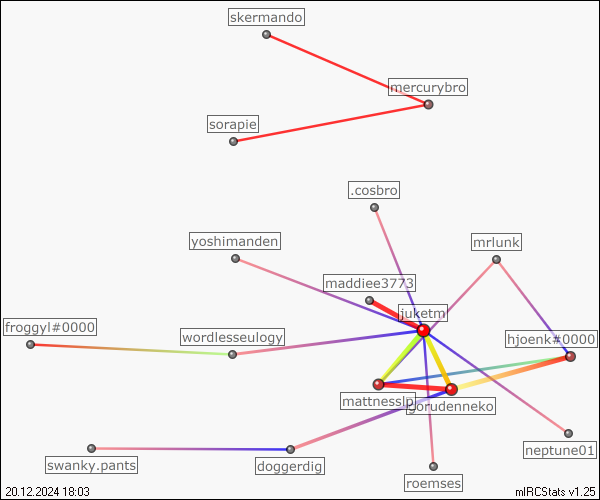 skermando
mercurybro
sorapie
.cosbro
yoshimanden
mrlunk
maddiee3773
juketm
froggyl#0000
wordlesseulogy
hjoenk#0000
mattnesslp
gorudenneko
neptune01
swanky.pants
doggerdig
roemses
20.12.2024 18:03
mIRCStats v1.25